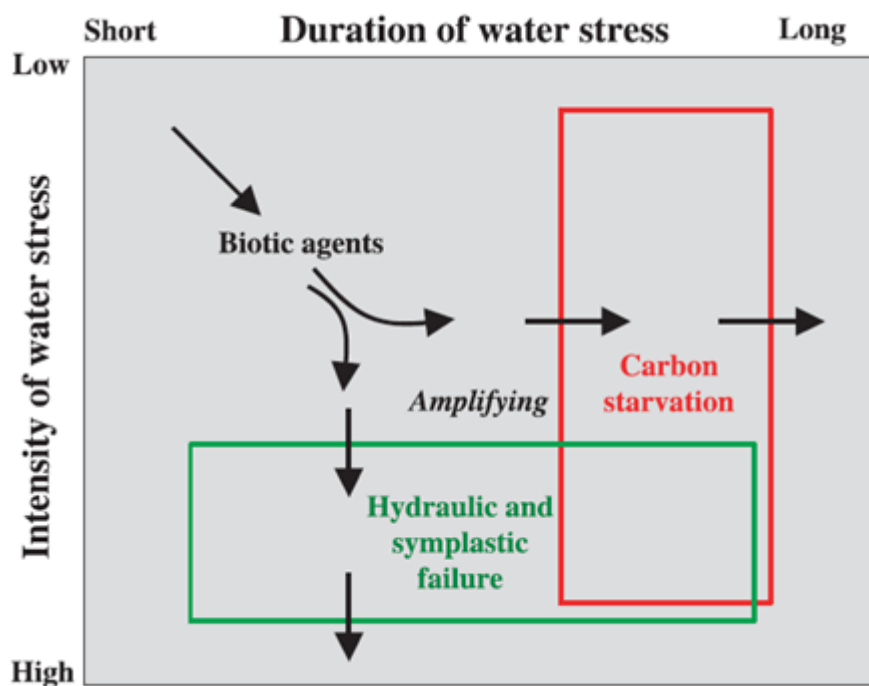 Short Duration of water stress Long
Low
Intensity of water stress
Biotic agents
Amplifying
Carbon
starvation
Hydraulic and
symplastic
failure
High